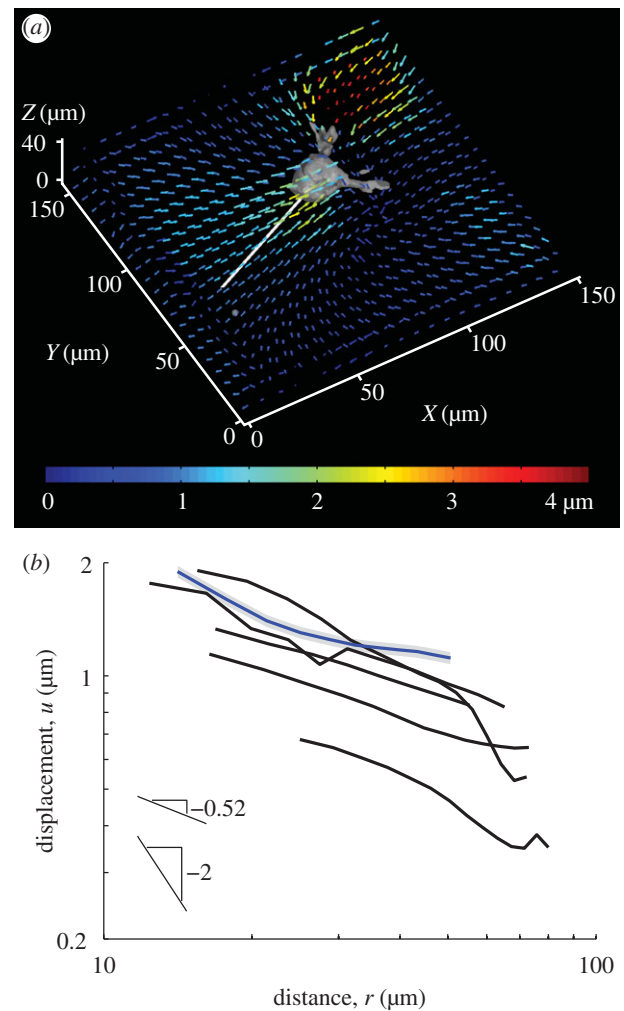 (a)
Z (μm)
40
0
150
100
Y (μm)
50
0
0
50
X (μm)
100
150
0 1 2 3 4 μm
(b)
2
1
0.2
displacement, u (μm)
−0.52
−2
10 100
distance, r (μm)